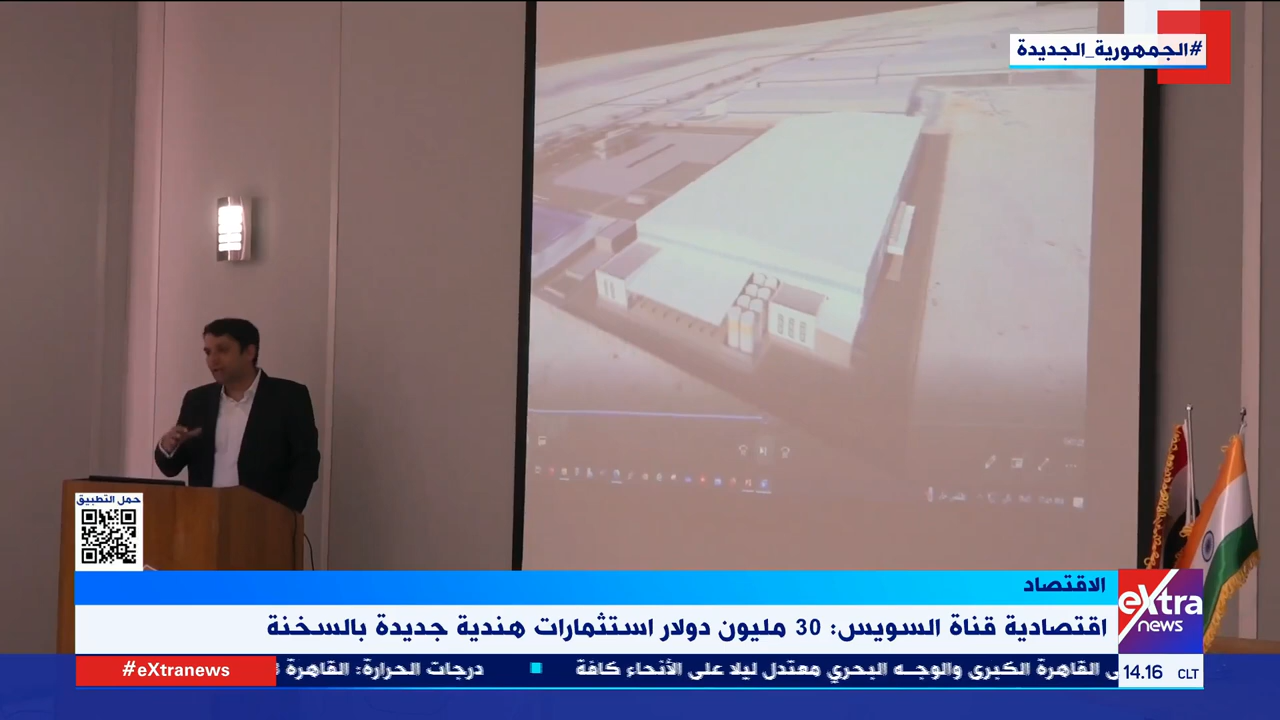 #الجمهورية_الجديدة
حمل التطبيق
الاقتصاد
اقتصادية قناة السويس: 30 مليون دولار استثمارات هندية جديدة بالسخنة
eXtra
news
القاهرة الكبرى والوجه البحري معتدل ليلا على الأنحاء كافة
درجات الحرارة: القاهرة
#eXtranews
14.16 CLT